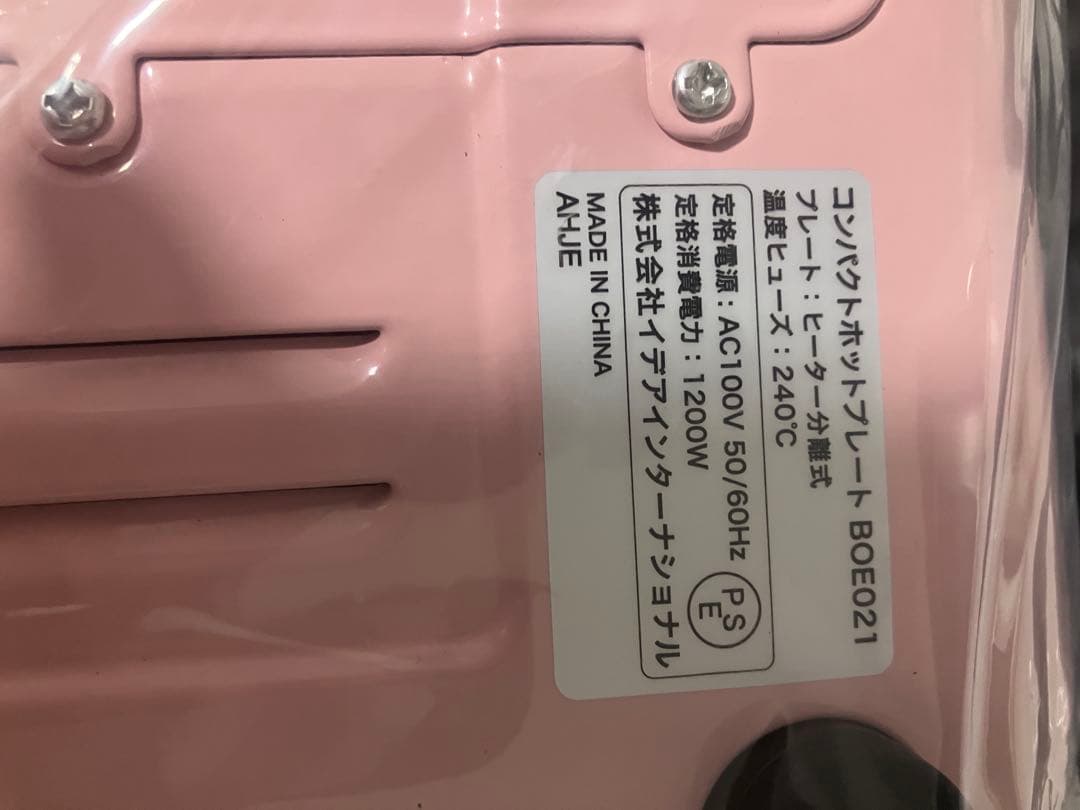 コンパクトホットプレート BOE021
プレート：ヒーター分離式
温度ヒューズ：240℃
定格電源：AC100V 50/60Hz
定格消費電力：1200W
PSE
株式会社イデアインターナショナル
MADE IN CHINA
AHJE